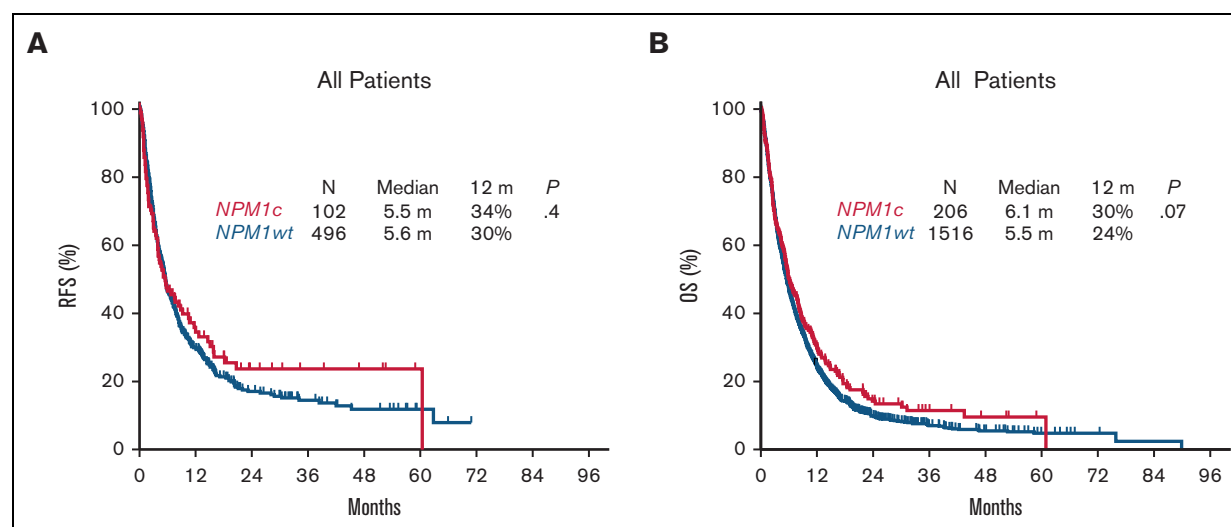 A
All Patients
100
80
60
40
20
0
RFS (%)
N Median 12 m P
NPM1c 102 5.5 m 34% .4
NPM1wt 496 5.6 m 30%
0 12 24 36 48 60 72 84 96
Months
B
All Patients
100
80
60
40
20
0
OS (%)
N Median 12 m P
NPM1c 206 6.1 m 30% .07
NPM1wt 1516 5.5 m 24%
0 12 24 36 48 60 72 84 96
Months